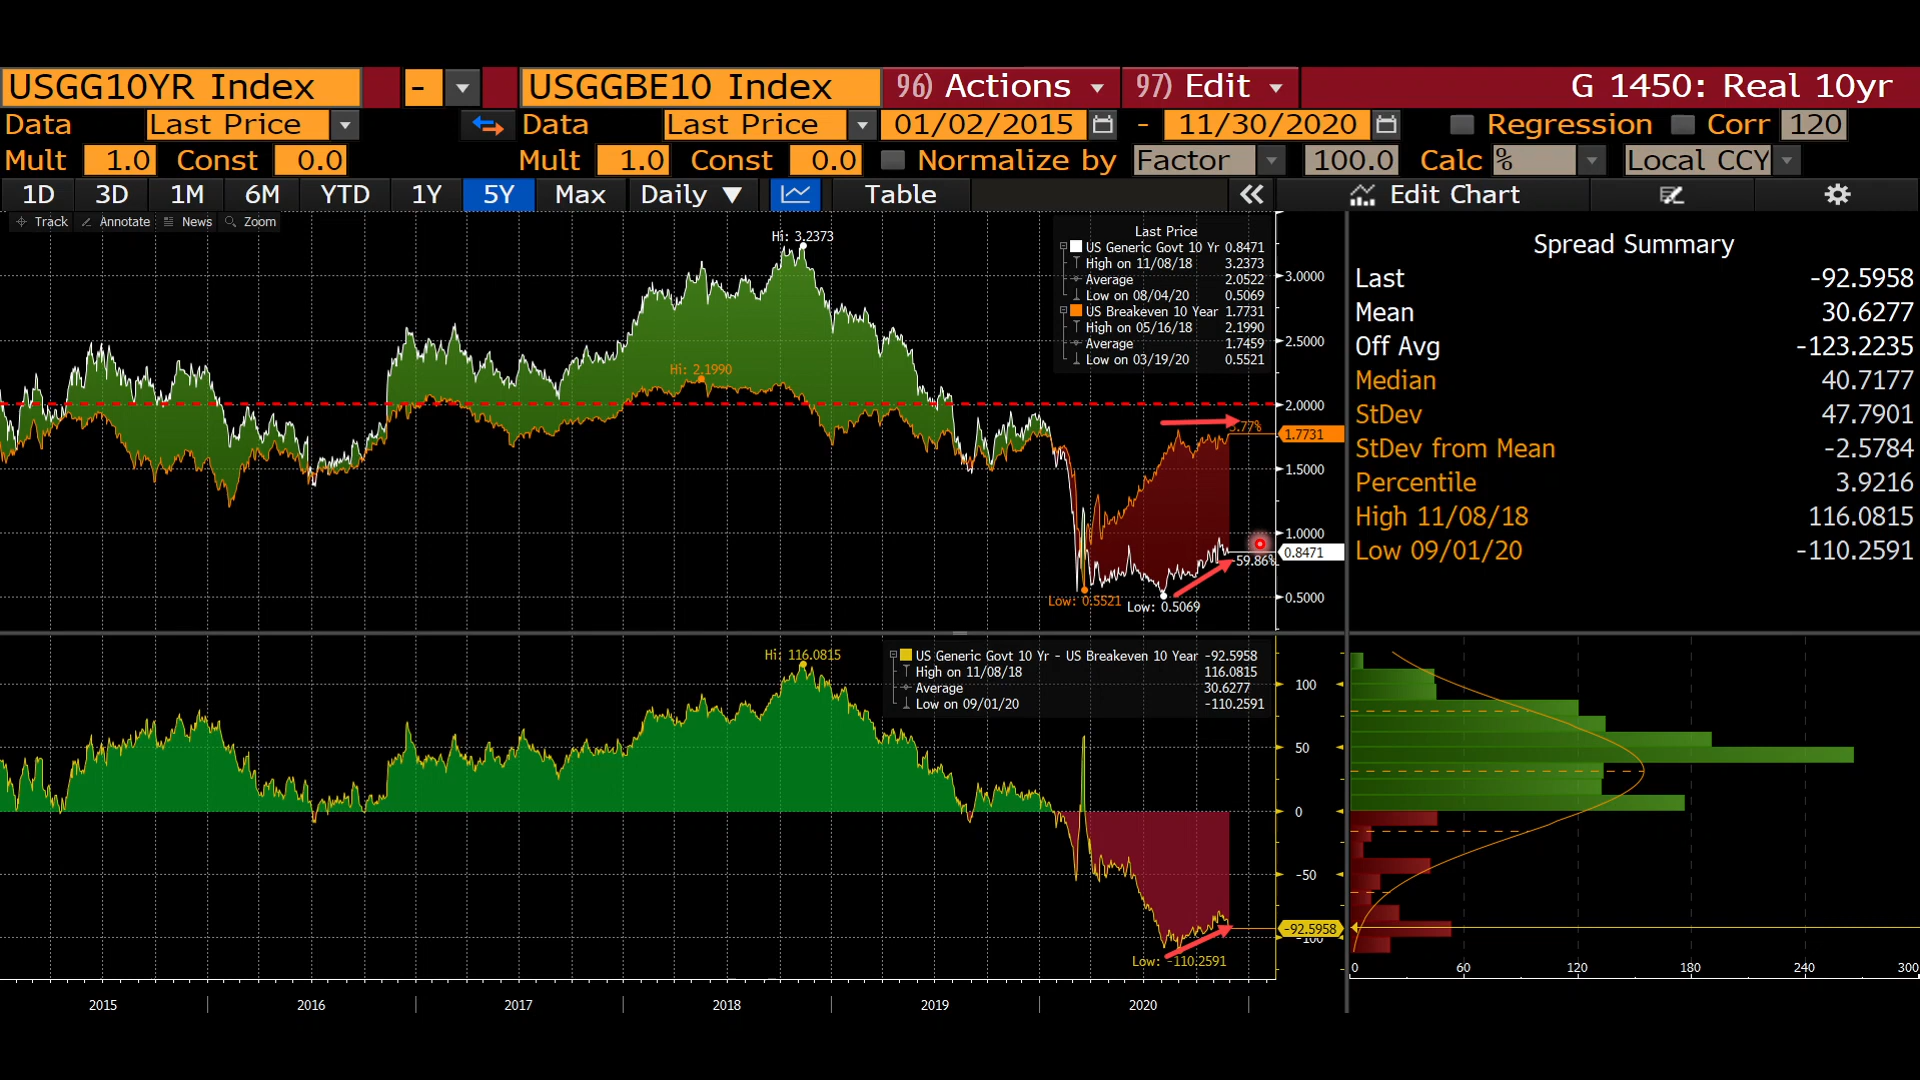 USGG10YR Index - USGGBE10 Index 96) Actions 97) Edit G 1450: Real 10yr
Data Last Price Data Last Price 01/02/2015 - 11/30/2020 Regression Corr 120
Mult 1.0 Const 0.0 Mult 1.0 Const 0.0 Normalize by Factor 100.0 Calc % Local CCY
1D 3D 1M 6M YTD 1Y 5Y Max Daily ▼ Table « Edit Chart
Track Annotate News Zoom
Hi: 3.2373
Last Price
US Generic Govt 10 Yr 0.8471
High on 11/08/18 3.2373
Average 2.0522
Low on 08/04/20 0.5069
US Breakeven 10 Year 1.7731
High on 05/16/18 2.1990
Average 1.7459
Low on 03/19/20 0.5521
Hi: 2.1990
3.0000
2.5000
2.0000
1.7731
1.5000
1.0000
0.8471
0.5000
-59.86%
Low: 0.5521
Low: 0.5069
Spread Summary
Last -92.5958
Mean 30.6277
Off Avg -123.2235
Median 40.7177
StDev 47.7901
StDev from Mean -2.5784
Percentile 3.9216
High 11/08/18 116.0815
Low 09/01/20 -110.2591
Hi: 116.0815
US Generic Govt 10 Yr - US Breakeven 10 Year -92.5958
High on 11/08/18 116.0815
Average 30.6277
Low on 09/01/20 -110.2591
100
50
0
-50
-92.5958
-100
Low: -110.2591
0 60 120 180 240 300
2015 2016 2017 2018 2019 2020